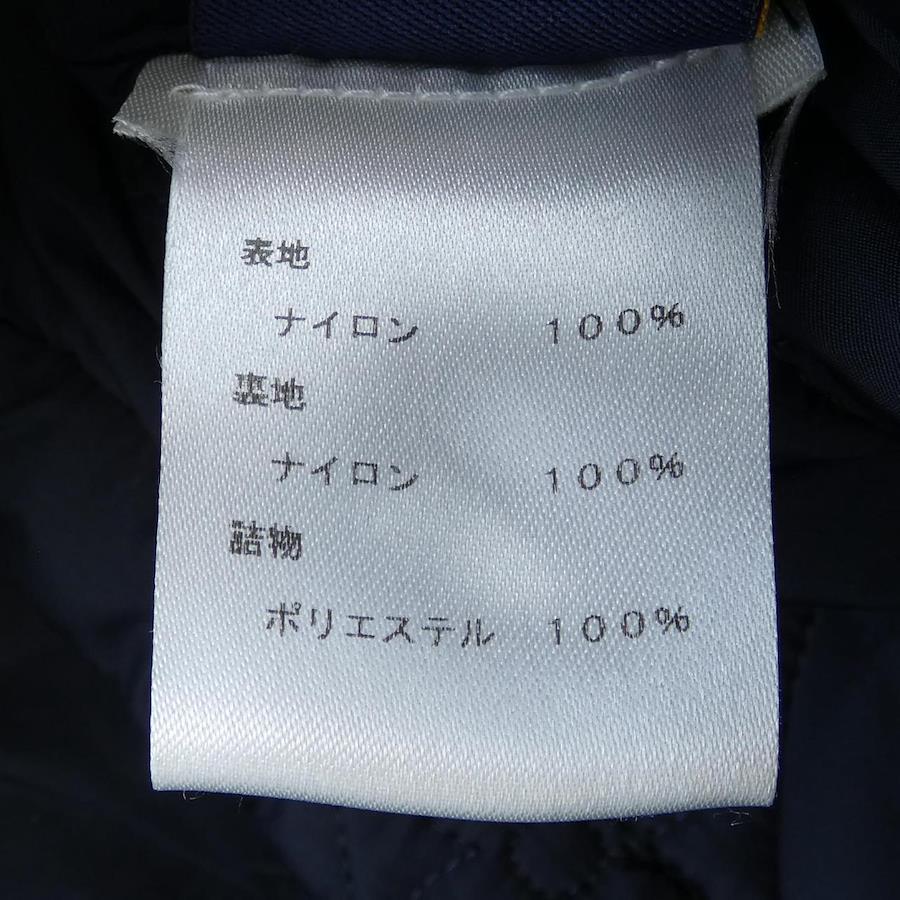 表地
ナイロン 100%
裏地
ナイロン 100%
詰物
ポリエステル 100%